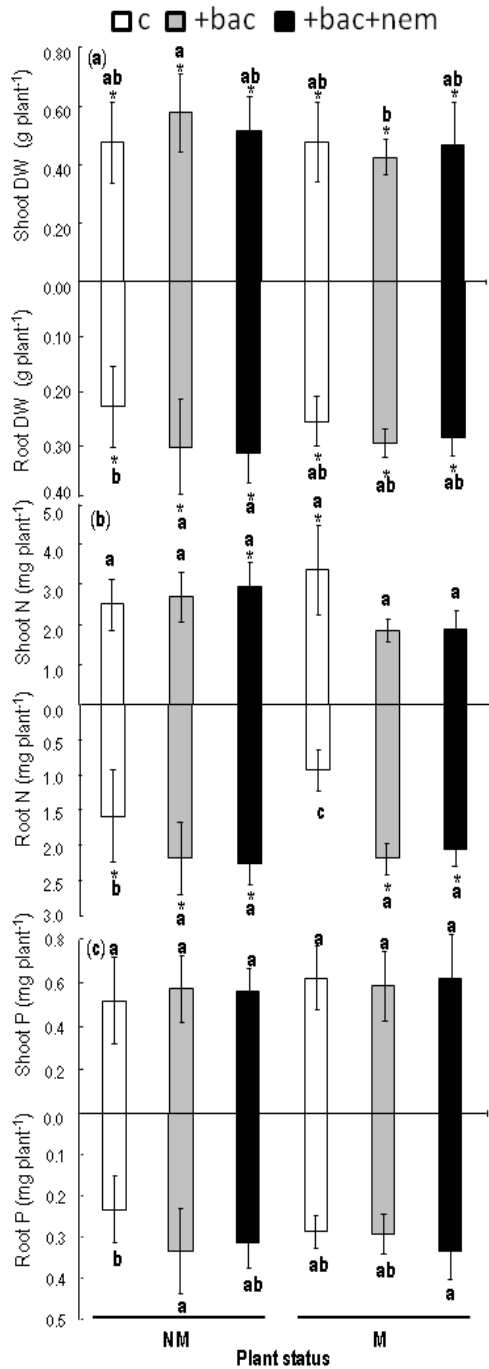 c +bac +bac+nem
(a)
Shoot DW (g plant-1)
0.80
0.60
0.40
0.20
0.00
ab * a * ab * ab * b * ab *
Root DW (g plant-1)
0.10
0.20
0.30
0.40
* b * a * a * ab * ab * ab
(b)
Shoot N (mg plant-1)
5.0
4.0
3.0
2.0
1.0
0.0
a a a * a * a a
Root N (mg plant-1)
0.5
1.0
1.5
2.0
2.5
3.0
* b * a * a c * a * a
(c)
Shoot P (mg plant-1)
0.8
0.6
0.4
0.2
0.0
a a a a a a
Root P (mg plant-1)
0.1
0.2
0.3
0.4
0.5
b a ab ab ab a
NM M
Plant status